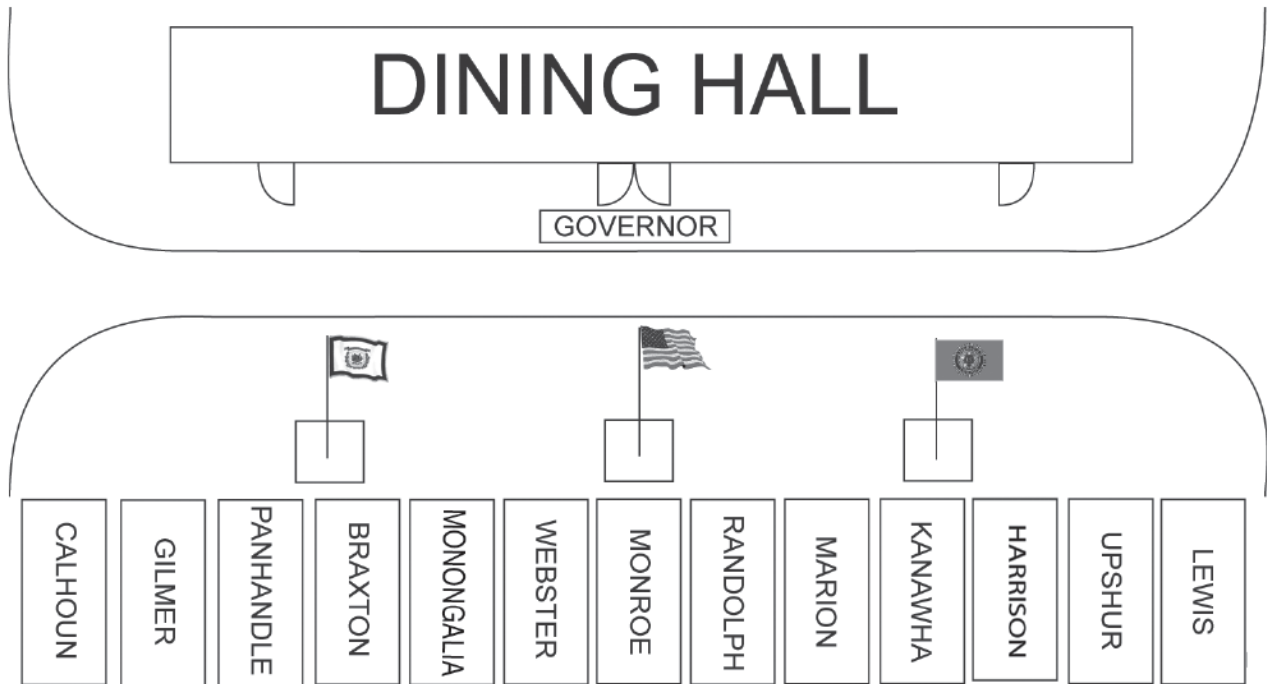 DINING HALL
GOVERNOR
CALHOUN
GILMER
PANHANDLE
BRAXTON
MONONGALIA
WEBSTER
MONROE
RANDOLPH
MARION
KANAWHA
HARRISON
UPSHUR
LEWIS